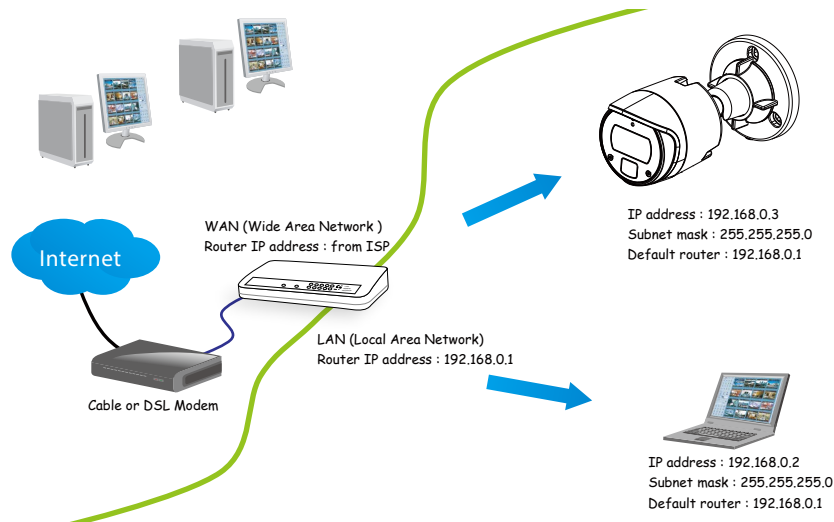 WAN (Wide Area Network )
Router IP address : from ISP
Internet
LAN (Local Area Network)
Router IP address : 192.168.0.1
Cable or DSL Modem
IP address : 192.168.0.3
Subnet mask : 255.255.255.0
Default router : 192.168.0.1
IP address : 192.168.0.2
Subnet mask : 255.255.255.0
Default router : 192.168.0.1